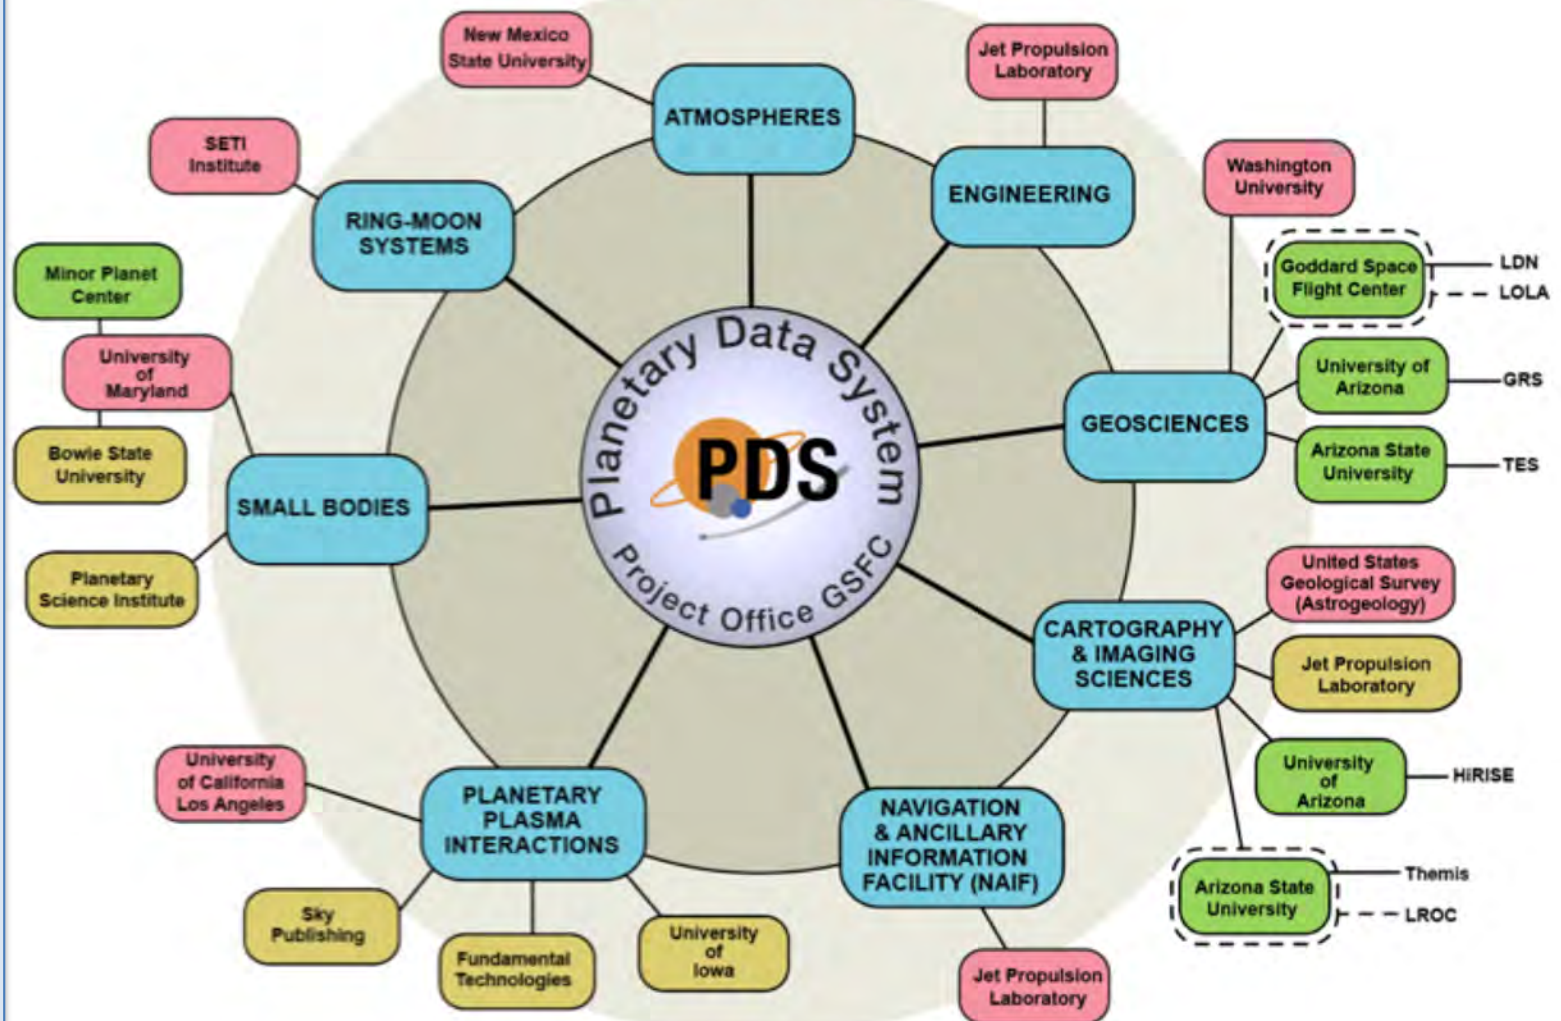 New Mexico
State University
Jet Propulsion
Laboratory
ATMOSPHERES
SETI
Institute
Washington
University
ENGINEERING
RING-MOON
SYSTEMS
Minor Planet
Center
Goddard Space
Flight Center
LDN
LOLA
University
of
Maryland
University of
Arizona
GRS
Planetary Data System
PDS
Project Office GSFC
GEOSCIENCES
Bowie State
University
Arizona State
University
TES
SMALL BODIES
Planetary
Science Institute
United States
Geological Survey
(Astrogeology)
CARTOGRAPHY
& IMAGING
SCIENCES
Jet Propulsion
Laboratory
University
of
Arizona
HiRISE
University
of California
Los Angeles
PLANETARY
PLASMA
INTERACTIONS
NAVIGATION
& ANCILLARY
INFORMATION
FACILITY (NAIF)
Arizona State
University
Themis
LROC
Sky
Publishing
Fundamental
Technologies
University
of
Iowa
Jet Propulsion
Laboratory